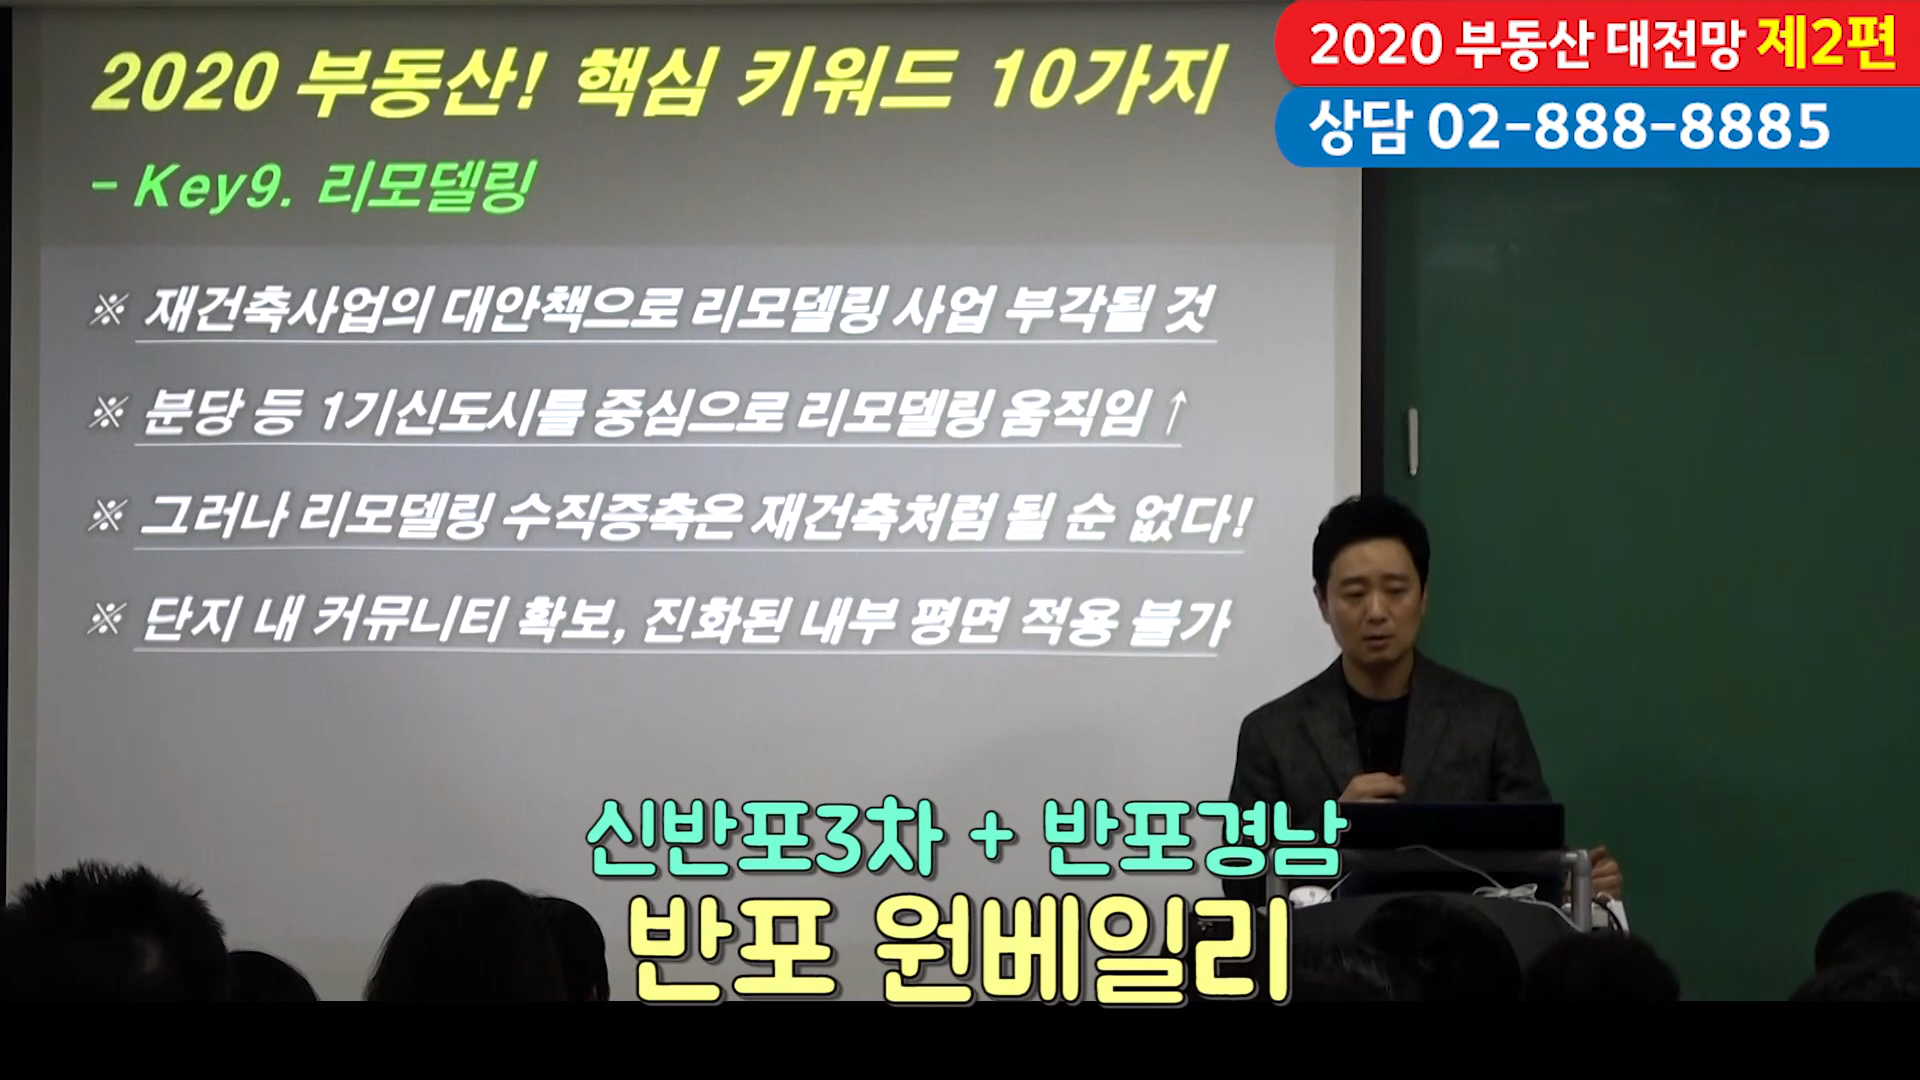 2020 부동산! 핵심 키워드 10가지
- Key9. 리모델링
※ 재건축사업의 대안책으로 리모델링 사업 부각될 것
※ 분당 등 1기신도시를 중심으로 리모델링 움직임↑
※ 그러나 리모델링 수직증축은 재건축처럼 될 순 없다!
※ 단지 내 커뮤니티 확보, 진화된 내부 평면 적용 불가
2020 부동산 대전망 제2편
상담 02-888-8885
신반포3차 + 반포경남
반포 원베일리